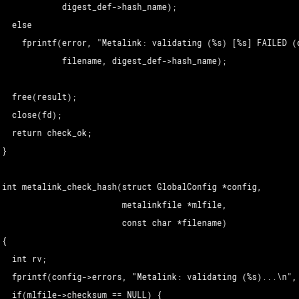 digest_def->hash_name);
else
fprintf(error, "Metalink: validating (%s) [%s] FAILED (
filename, digest_def->hash_name);
free(result);
close(fd);
return check_ok;
}
int metalink_check_hash(struct GlobalConfig *config,
metalinkfile *mlfile,
const char *filename)
{
int rv;
fprintf(config->errors, "Metalink: validating (%s)...\n",
if(mlfile->checksum == NULL) {